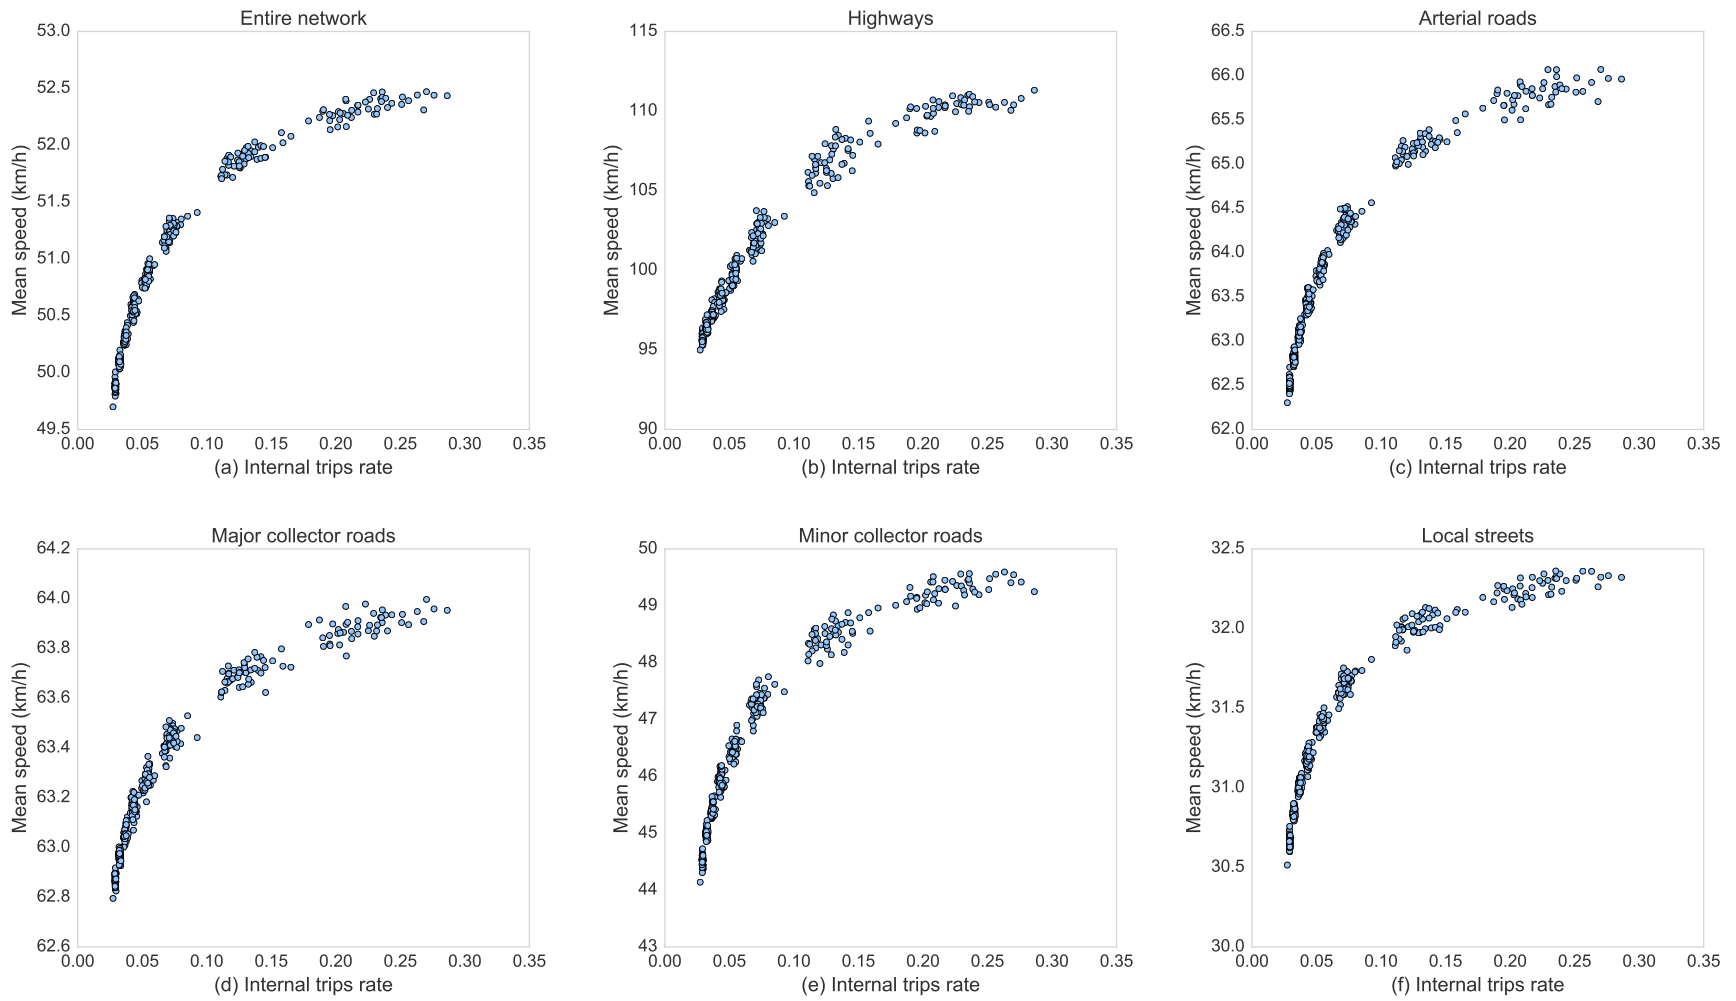 Entire network
53.0
52.5
52.0
51.5
51.0
50.5
50.0
49.5
Mean speed (km/h)
0.00 0.05 0.10 0.15 0.20 0.25 0.30 0.35
(a) Internal trips rate
Highways
115
110
105
100
95
90
Mean speed (km/h)
0.00 0.05 0.10 0.15 0.20 0.25 0.30 0.35
(b) Internal trips rate
Arterial roads
66.5
66.0
65.5
65.0
64.5
64.0
63.5
63.0
62.5
62.0
Mean speed (km/h)
0.00 0.05 0.10 0.15 0.20 0.25 0.30 0.35
(c) Internal trips rate
Major collector roads
64.2
64.0
63.8
63.6
63.4
63.2
63.0
62.8
62.6
Mean speed (km/h)
0.00 0.05 0.10 0.15 0.20 0.25 0.30 0.35
(d) Internal trips rate
Minor collector roads
50
49
48
47
46
45
44
43
Mean speed (km/h)
0.00 0.05 0.10 0.15 0.20 0.25 0.30 0.35
(e) Internal trips rate
Local streets
32.5
32.0
31.5
31.0
30.5
30.0
Mean speed (km/h)
0.00 0.05 0.10 0.15 0.20 0.25 0.30 0.35
(f) Internal trips rate